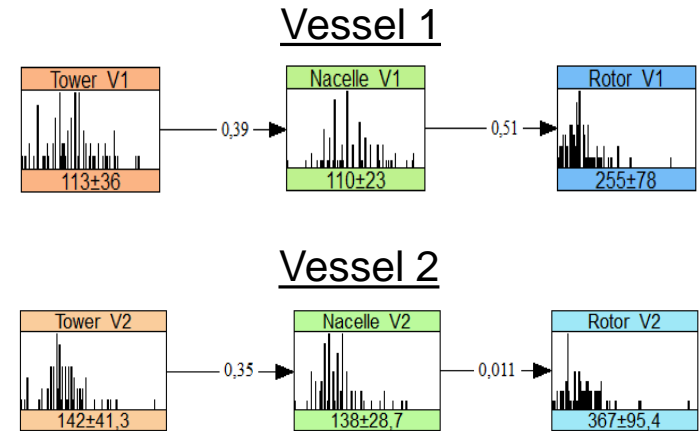 Vessel 1
Tower V1
Nacelle V1
Rotor V1
0,39
0,51
113±36
110±23
255±78
Vessel 2
Tower V2
Nacelle V2
Rotor V2
0,35
0,011
142±41,3
138±28,7
367±95,4